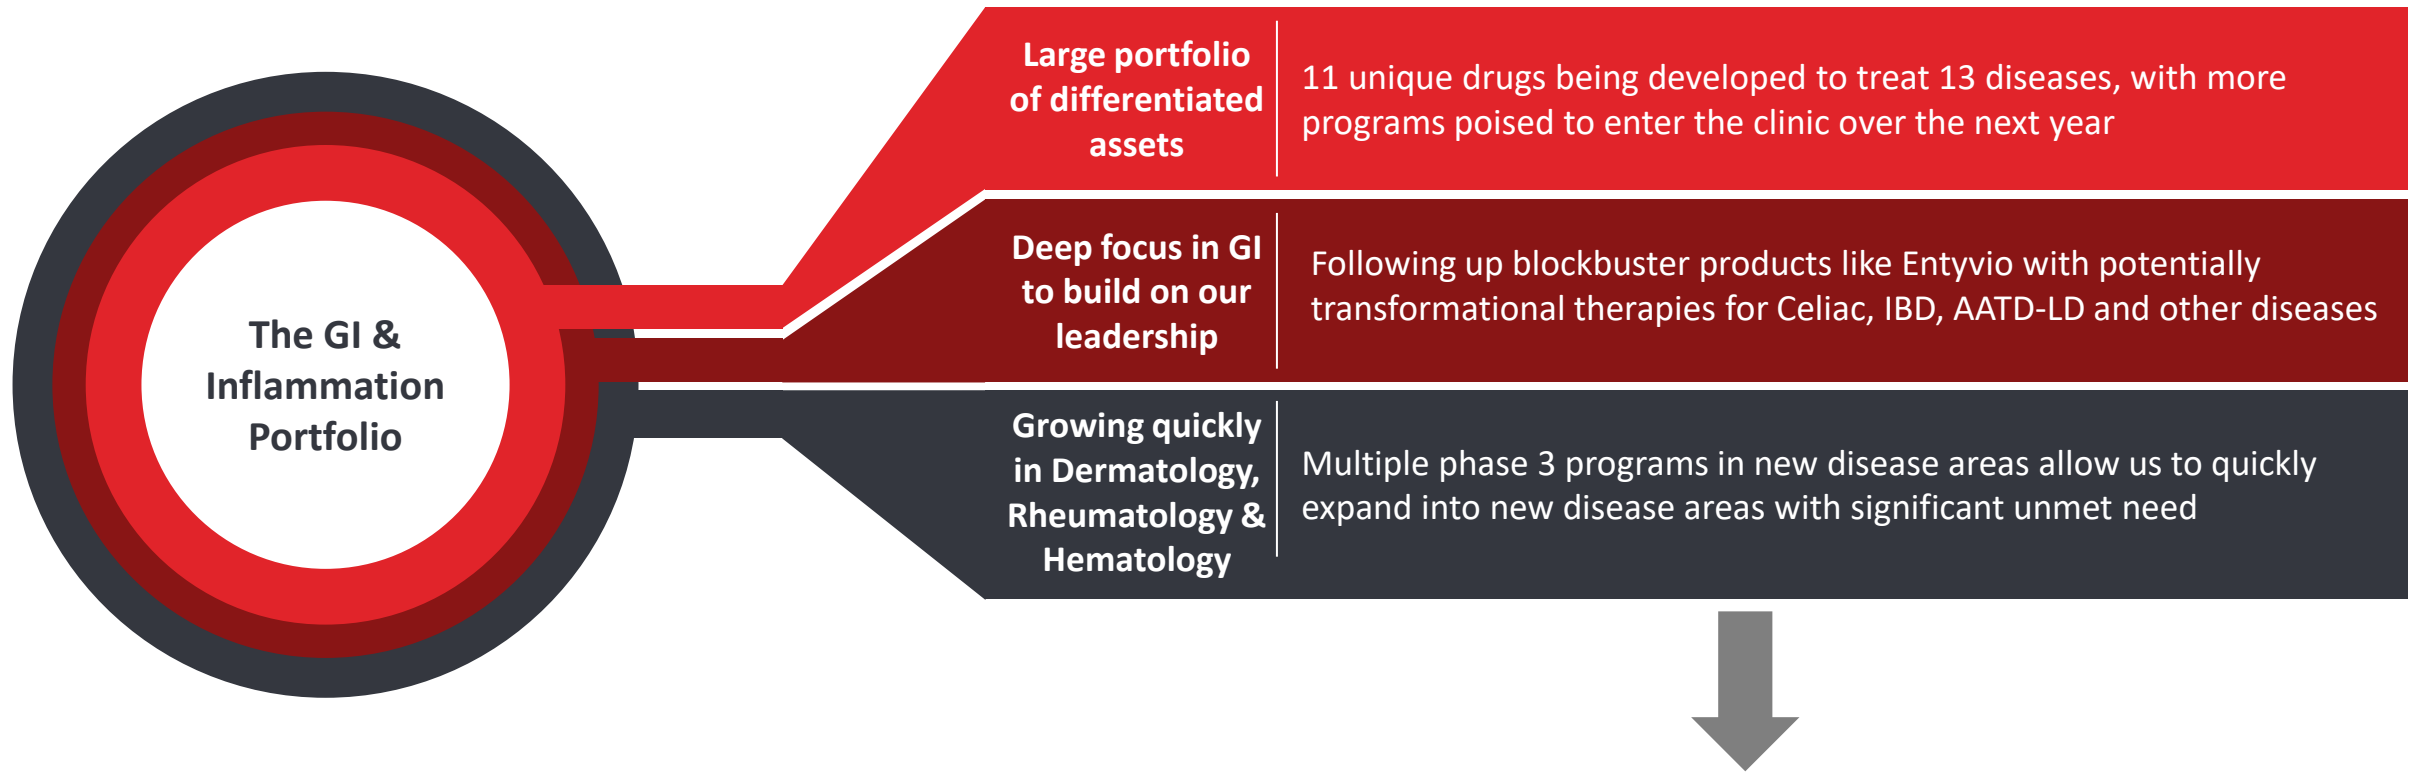 The GI &
Inflammation
Portfolio
Large portfolio
of differentiated
assets
11 unique drugs being developed to treat 13 diseases, with more
programs poised to enter the clinic over the next year
Deep focus in GI
to build on our
leadership
Following up blockbuster products like Entyvio with potentially
transformational therapies for Celiac, IBD, AATD-LD and other diseases
Growing quickly
in Dermatology,
Rheumatology &
Hematology
Multiple phase 3 programs in new disease areas allow us to quickly
expand into new disease areas with significant unmet need